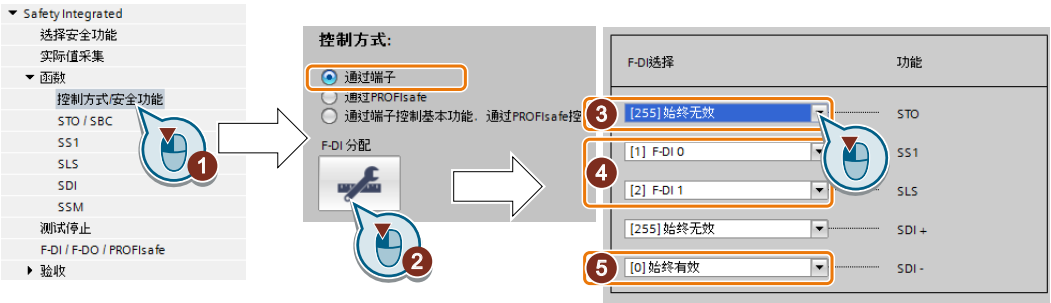 Safety Integrated
选择安全功能
实际值采集
函数
控制方式/安全功能
STO / SBC
SS1
SLS
SDI
SSM
测试停止
F-DI / F-DO / PROFIsafe
验收
1
控制方式:
通过端子
通过PROFIsafe
通过端子控制基本功能，通过PROFIsafe控
F-DI 分配
2
F-DI选择
功能
3
[255] 始终无效
STO
4
[1] F-DI 0
SS1
[2] F-DI 1
SLS
[255] 始终无效
SDI +
5
[0] 始终有效
SDI -